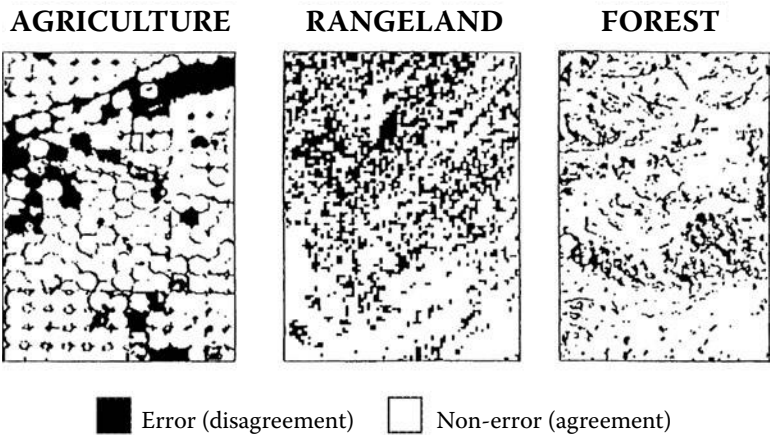 AGRICULTURE RANGELAND FOREST
Error (disagreement) Non-error (agreement)